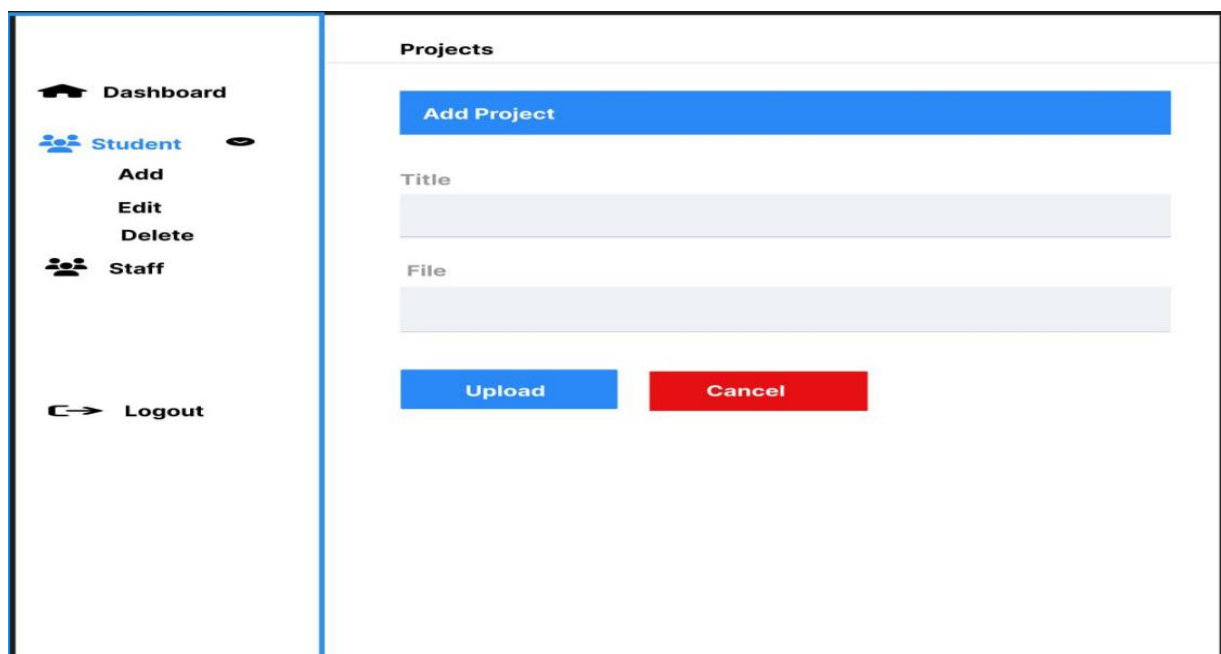 Dashboard
Student
Add
Edit
Delete
Staff
Logout
Projects
Add Project
Title
File
Upload
Cancel